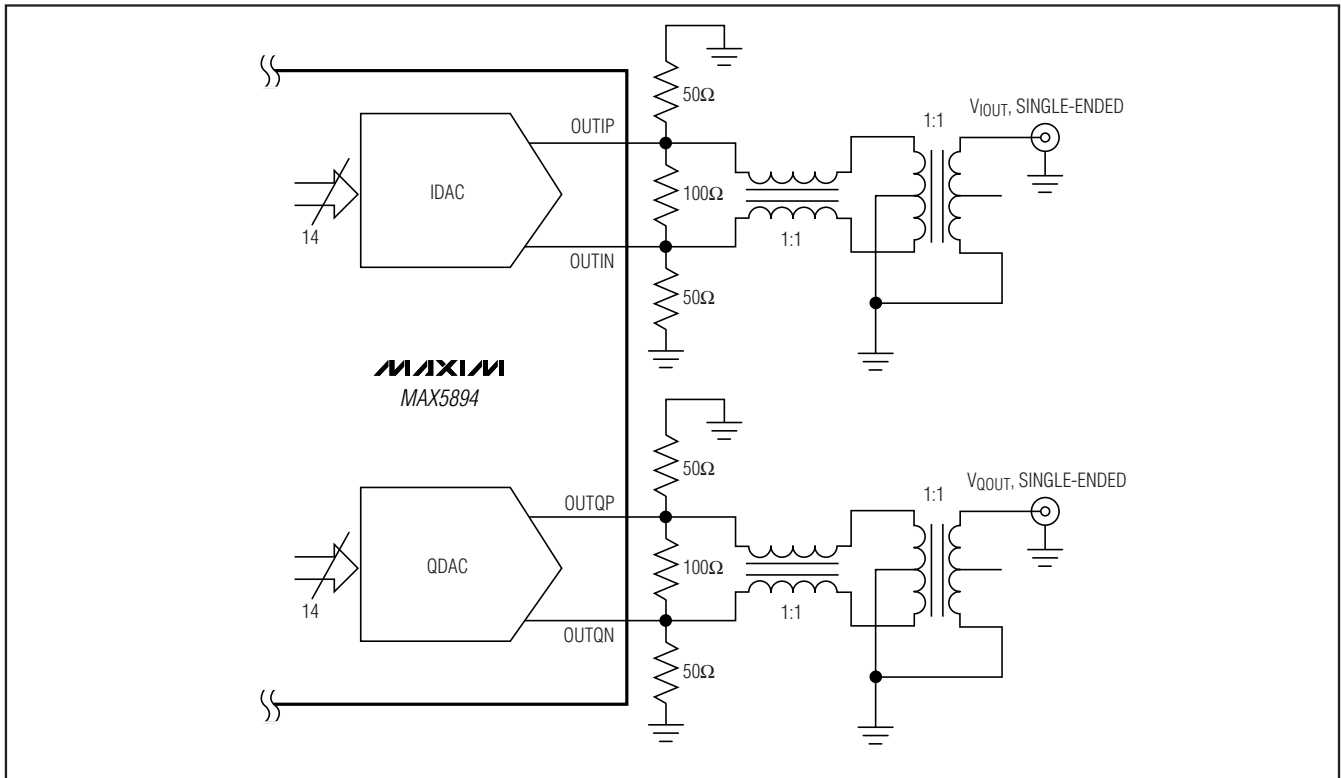 50Ω
OUTIP
1:1
V_IOUT, SINGLE-ENDED
IDAC
100Ω
14
1:1
OUTIN
50Ω
MAXIM
MAX5894
50Ω
OUTQP
1:1
V_QOUT, SINGLE-ENDED
QDAC
100Ω
14
1:1
OUTQN
50Ω